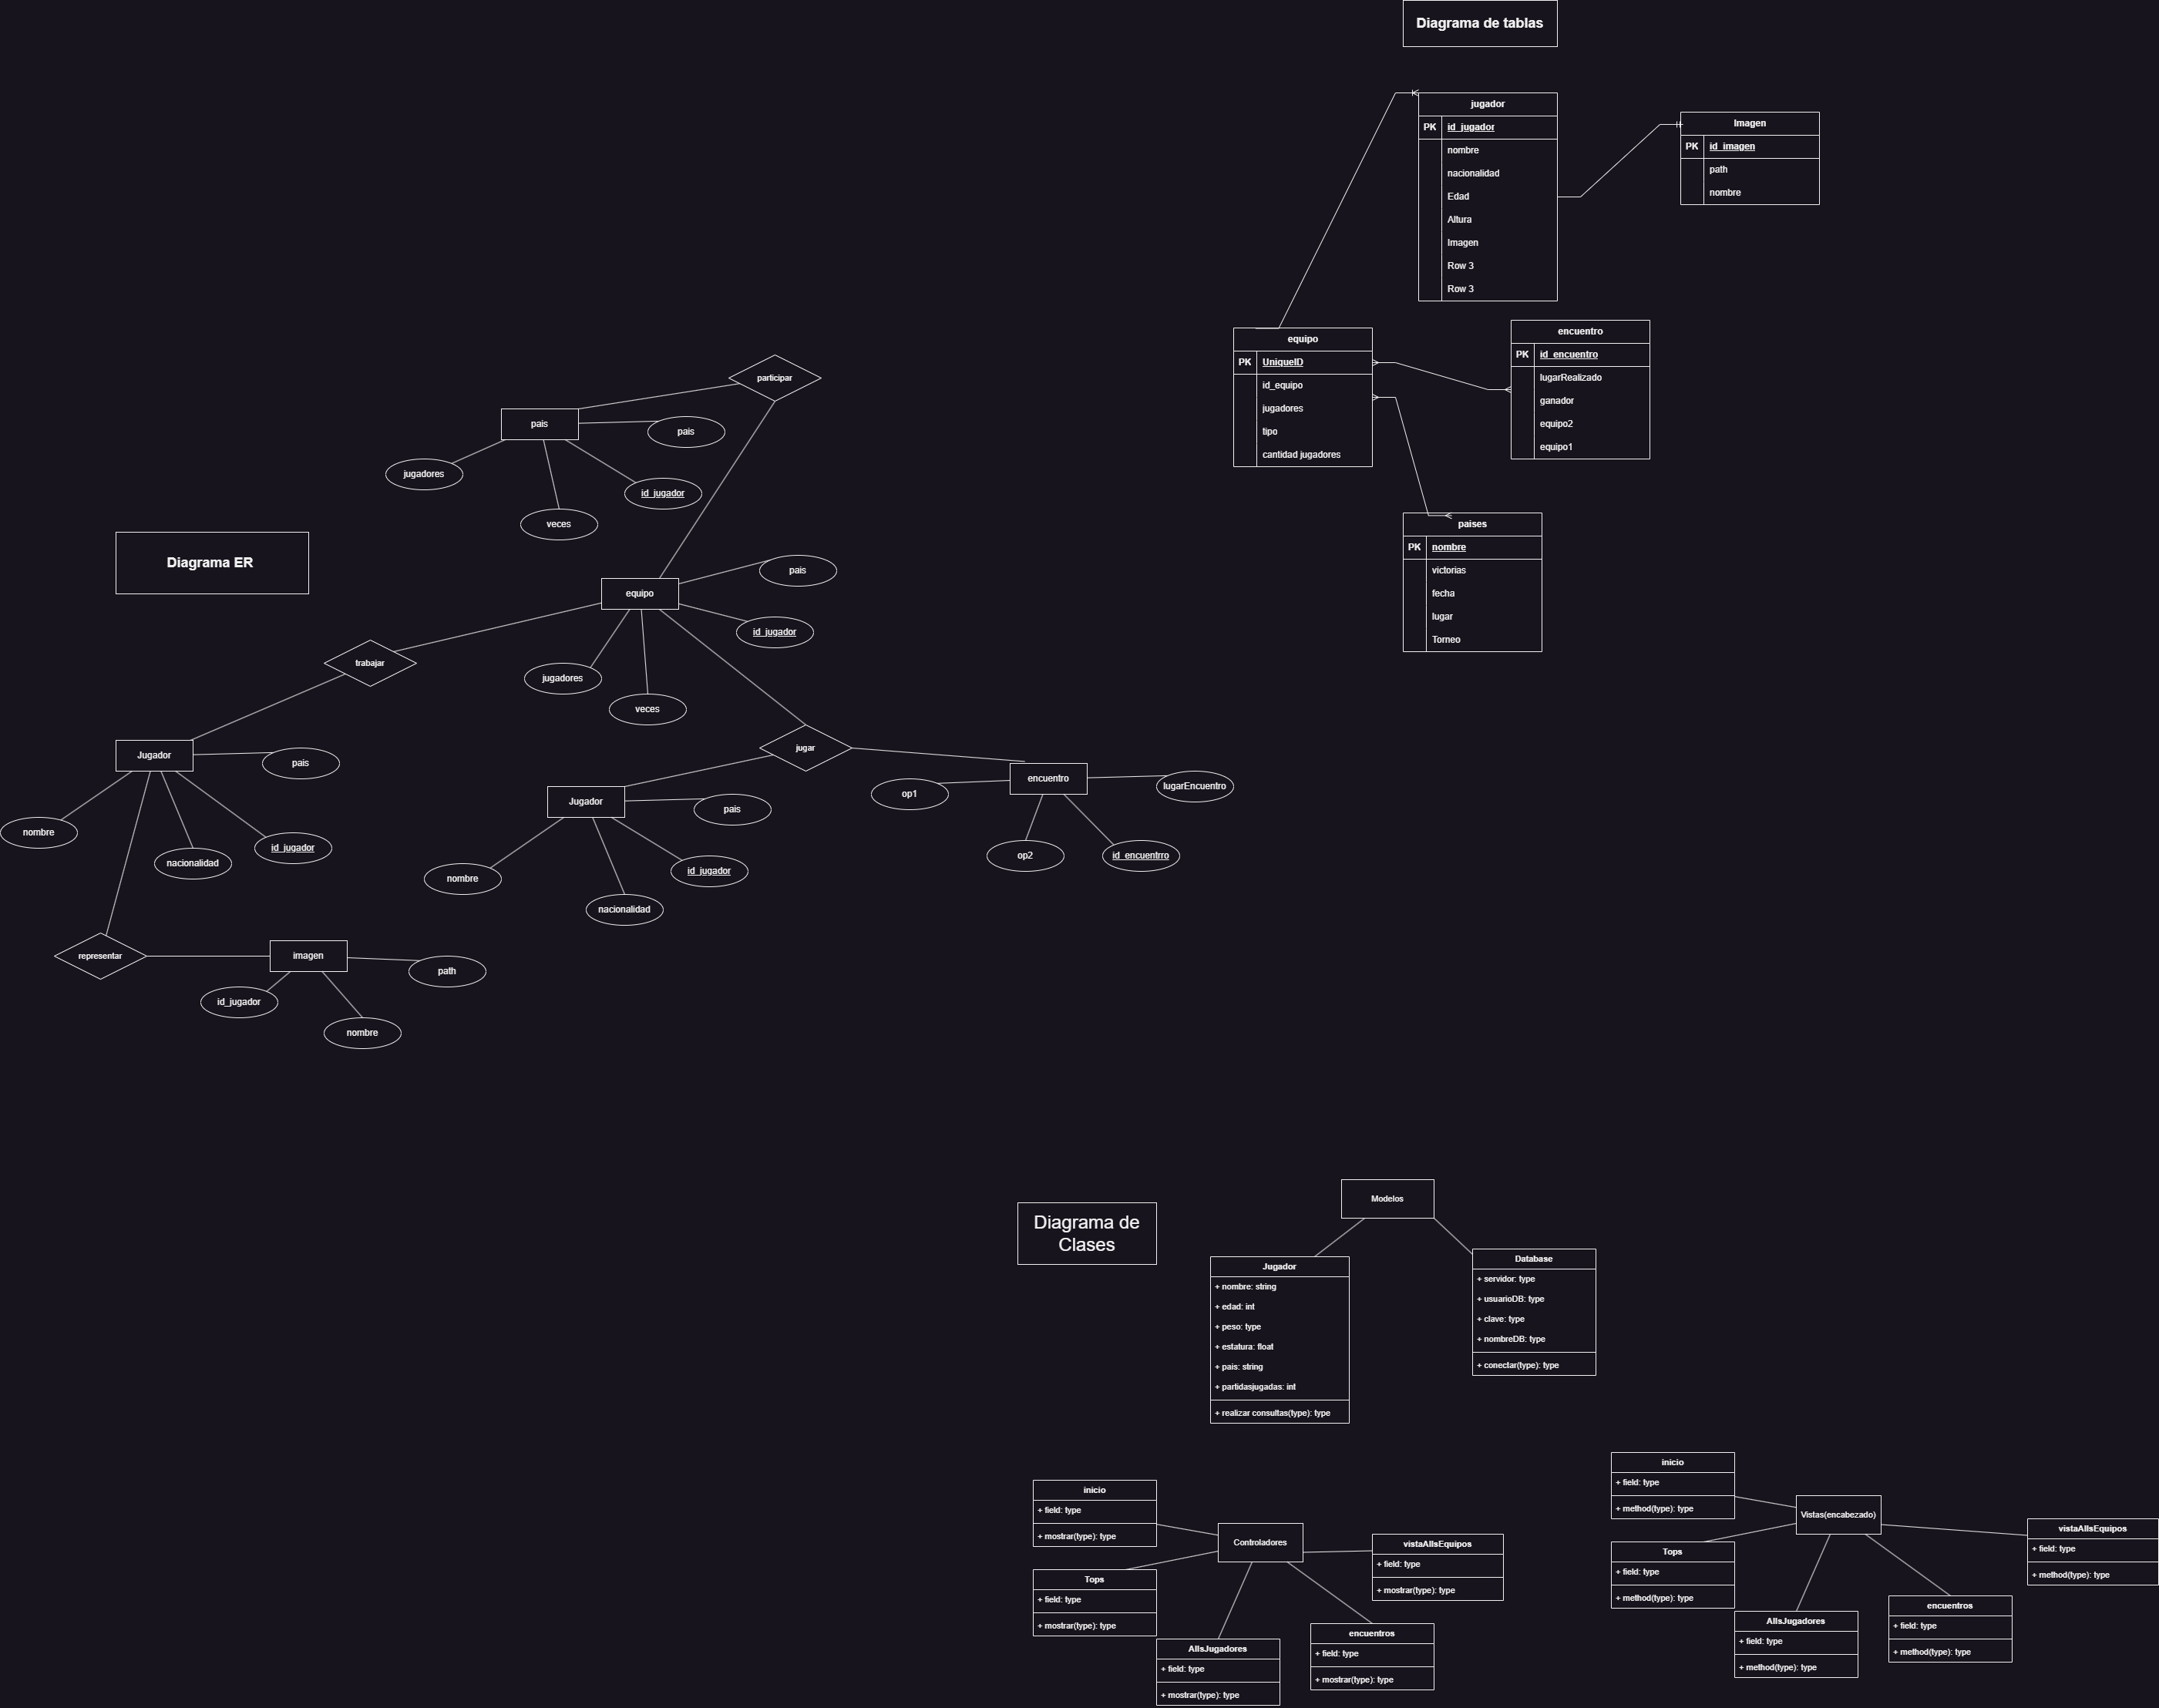 Diagrama de tablas
jugador
PK id_jugador
nombre
nacionalidad
Edad
Altura
Imagen
Row 3
Row 3
Imagen
PK id_imagen
path
nombre
equipo
PK UniqueID
id_equipo
jugadores
tipo
cantidad jugadores
encuentro
PK id_encuentro
lugarRealizado
ganador
equipo2
equipo1
paises
PK nombre
victorias
fecha
lugar
Torneo
Diagrama ER
participar
pais
pais
jugadores
id_jugador
veces
equipo
pais
id_jugador
jugadores
veces
trabajar
Jugador
pais
nombre
nacionalidad
id_jugador
jugar
Jugador
pais
nombre
id_jugador
nacionalidad
encuentro
op1
lugarEncuentro
op2
id_encuentrro
representar
imagen
path
id_jugador
nombre
Diagrama de
Clases
Modelos
Jugador
+ nombre: string
+ edad: int
+ peso: type
+ estatura: float
+ pais: string
+ partidasjugadas: int
+ realizar consultas(type): type
Database
+ servidor: type
+ usuarioDB: type
+ clave: type
+ nombreDB: type
+ conectar(type): type
inicio
+ field: type
+ mostrar(type): type
Controladores
vistaAllsEquipos
+ field: type
+ mostrar(type): type
Tops
+ field: type
+ mostrar(type): type
AllsJugadores
+ field: type
+ mostrar(type): type
encuentros
+ field: type
+ mostrar(type): type
inicio
+ field: type
+ method(type): type
Vistas(encabezado)
vistaAllsEquipos
+ field: type
+ method(type): type
Tops
+ field: type
+ method(type): type
AllsJugadores
+ field: type
+ method(type): type
encuentros
+ field: type
+ method(type): type